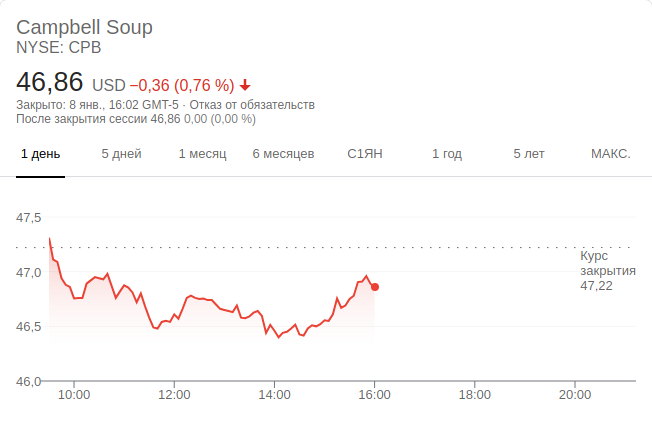 Campbell Soup
NYSE: CPB
46,86 USD −0,36 (0,76 %)
Закрыто: 8 янв., 16:02 GMT-5 · Отказ от обязательств
После закрытия сессии 46,86 0,00 (0,00 %)
1 день 5 дней 1 месяц 6 месяцев С1ЯН 1 год 5 лет МАКС.
47,5
Курс
закрытия
47,22
47,0
46,5
46,0
10:00 12:00 14:00 16:00 18:00 20:00